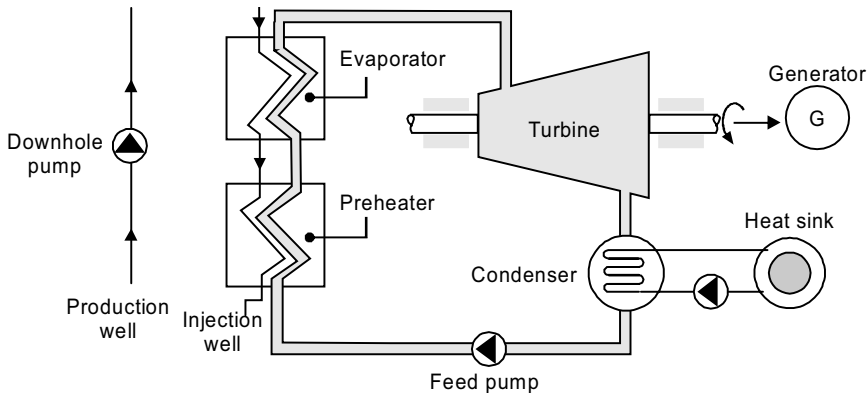 Evaporator
Generator
G
Turbine
Downhole
pump
Preheater
Heat sink
Condenser
Production
well
Injection
well
Feed pump